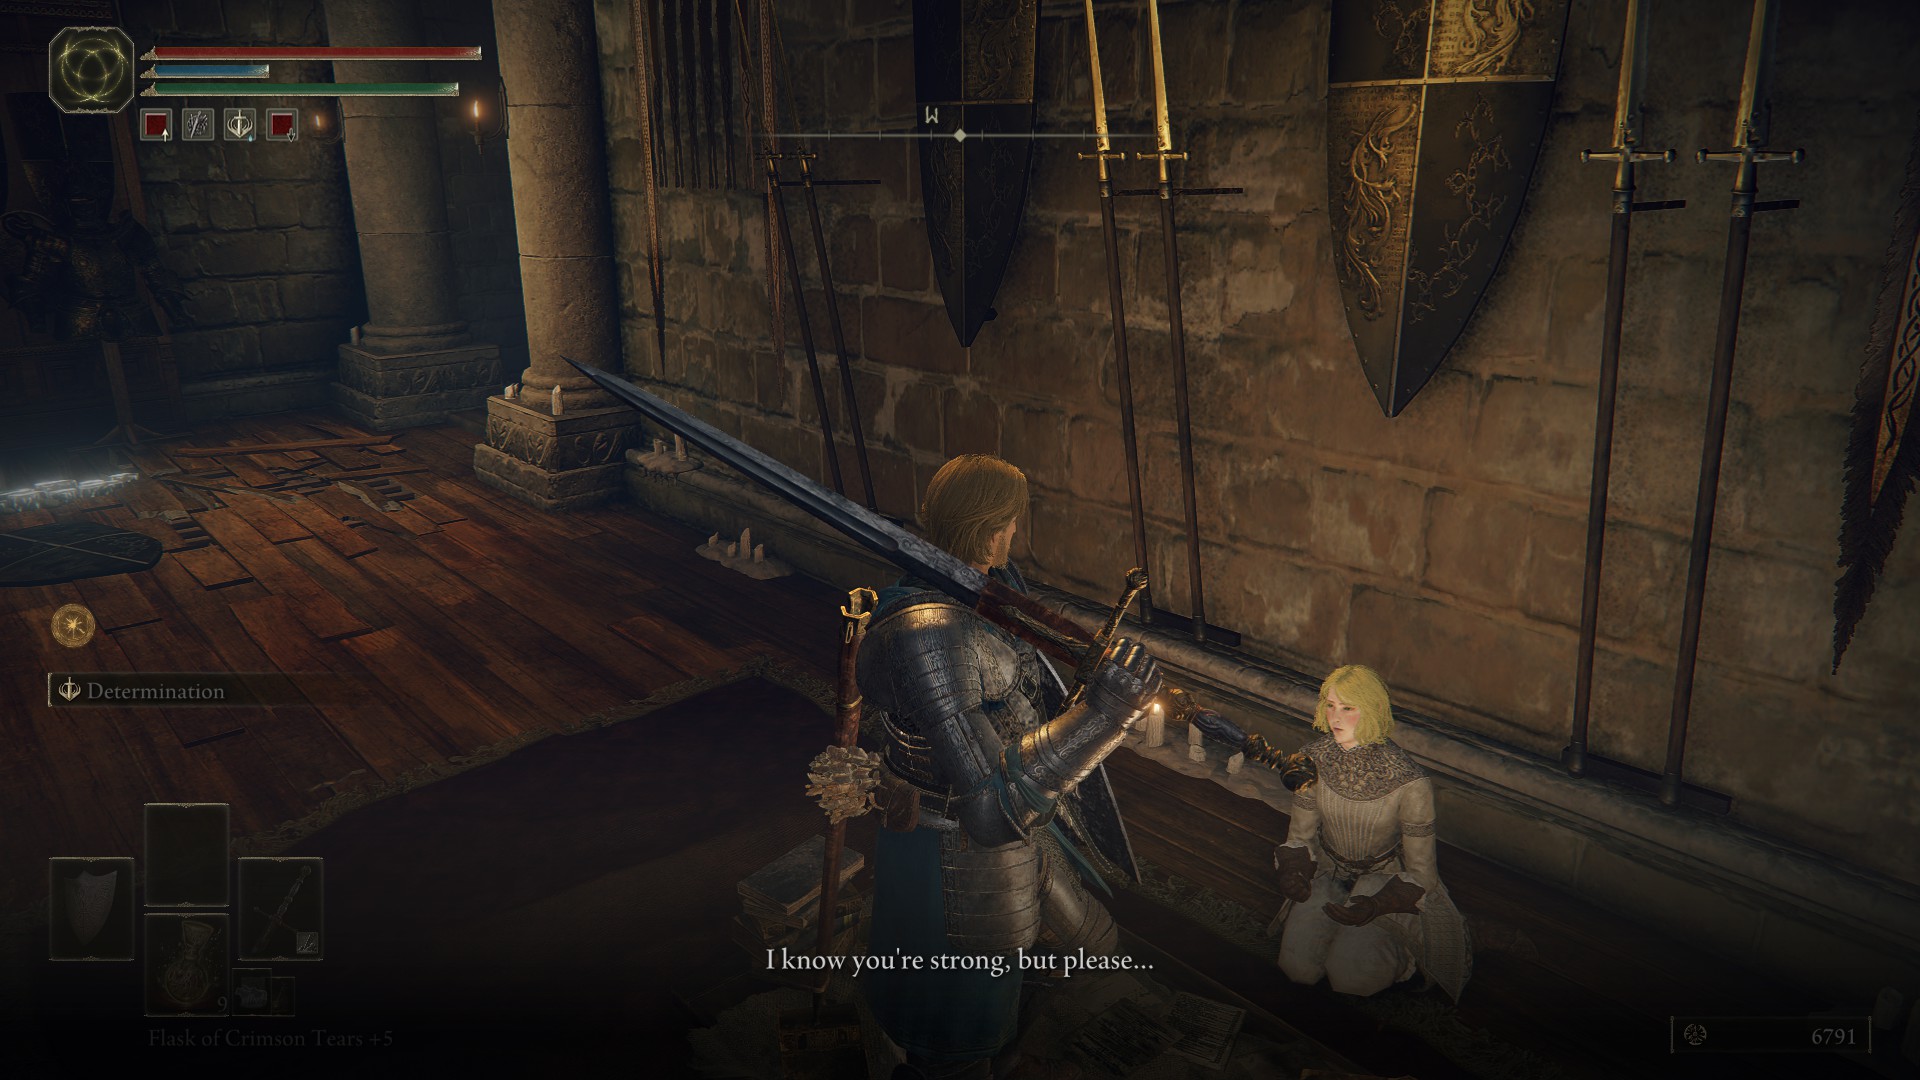 W
Determination
I know you're strong, but please...
9
Flask of Crimson Tears +5
6791